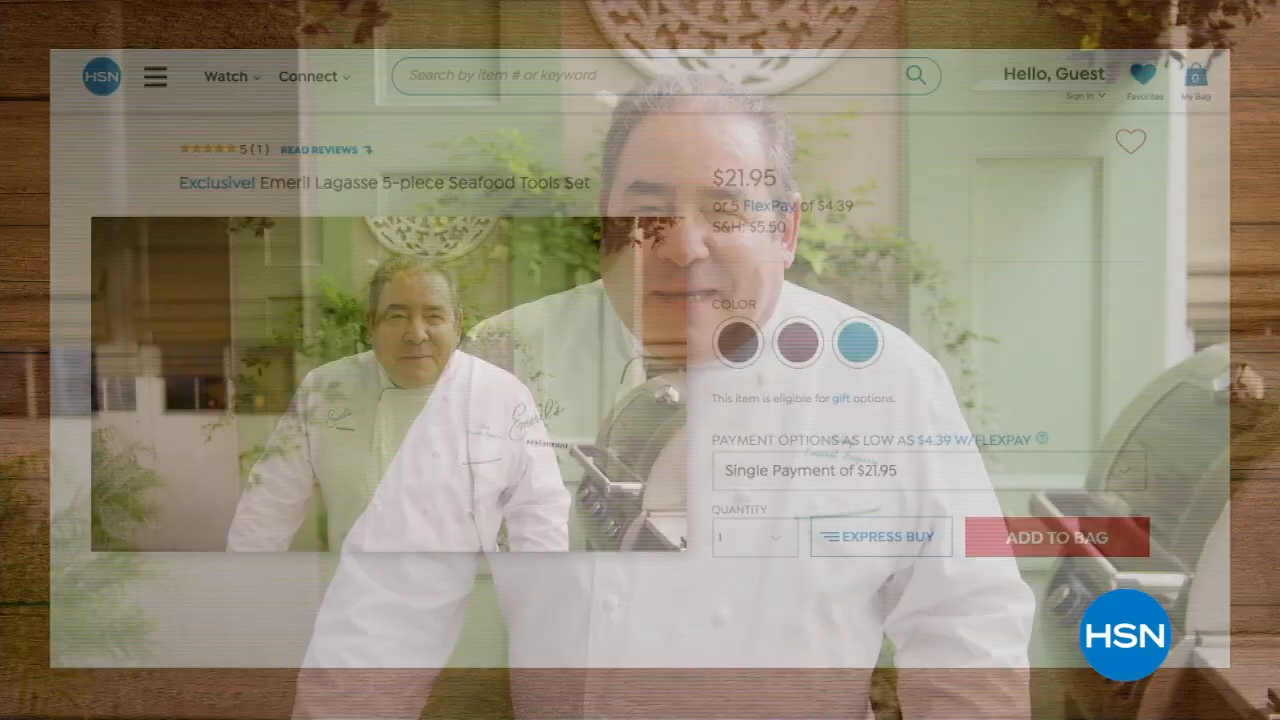 HSN
Watch
Connect
Search by item # or keyword
Hello, Guest
Sign In
Favorites
0
My Bag
5 (1)
READ REVIEWS
Exclusive! Emeril Lagasse 5-piece Seafood Tools Set
$21.95
or 5 FlexPay of $4.39
S&H: $5.50
COLOR
This item is eligible for gift options.
PAYMENT OPTIONS AS LOW AS $4.39 W/FLEXPAY ?
Single Payment of $21.95
QUANTITY
1
EXPRESS BUY
ADD TO BAG
Emeril's
Emeril's
restaurant
HSN